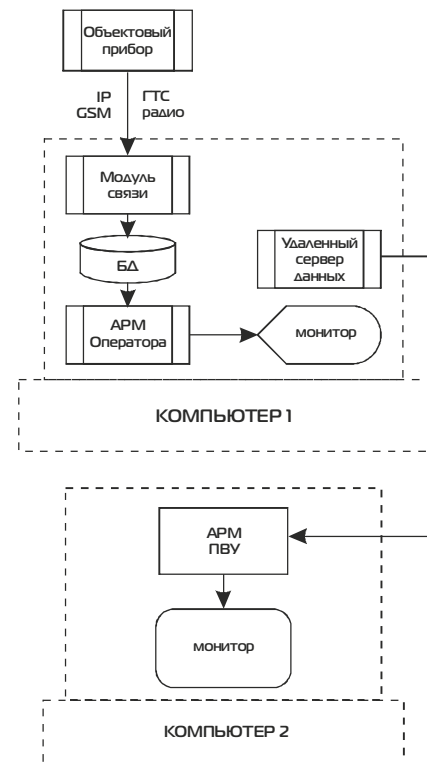 Объектовый
прибор
IP
GSM
ГТС
радио
Модуль
связи
БД
АРМ
Оператора
Удаленный
сервер
данных
монитор
КОМПЬЮТЕР 1
АРМ
ПВУ
монитор
КОМПЬЮТЕР 2